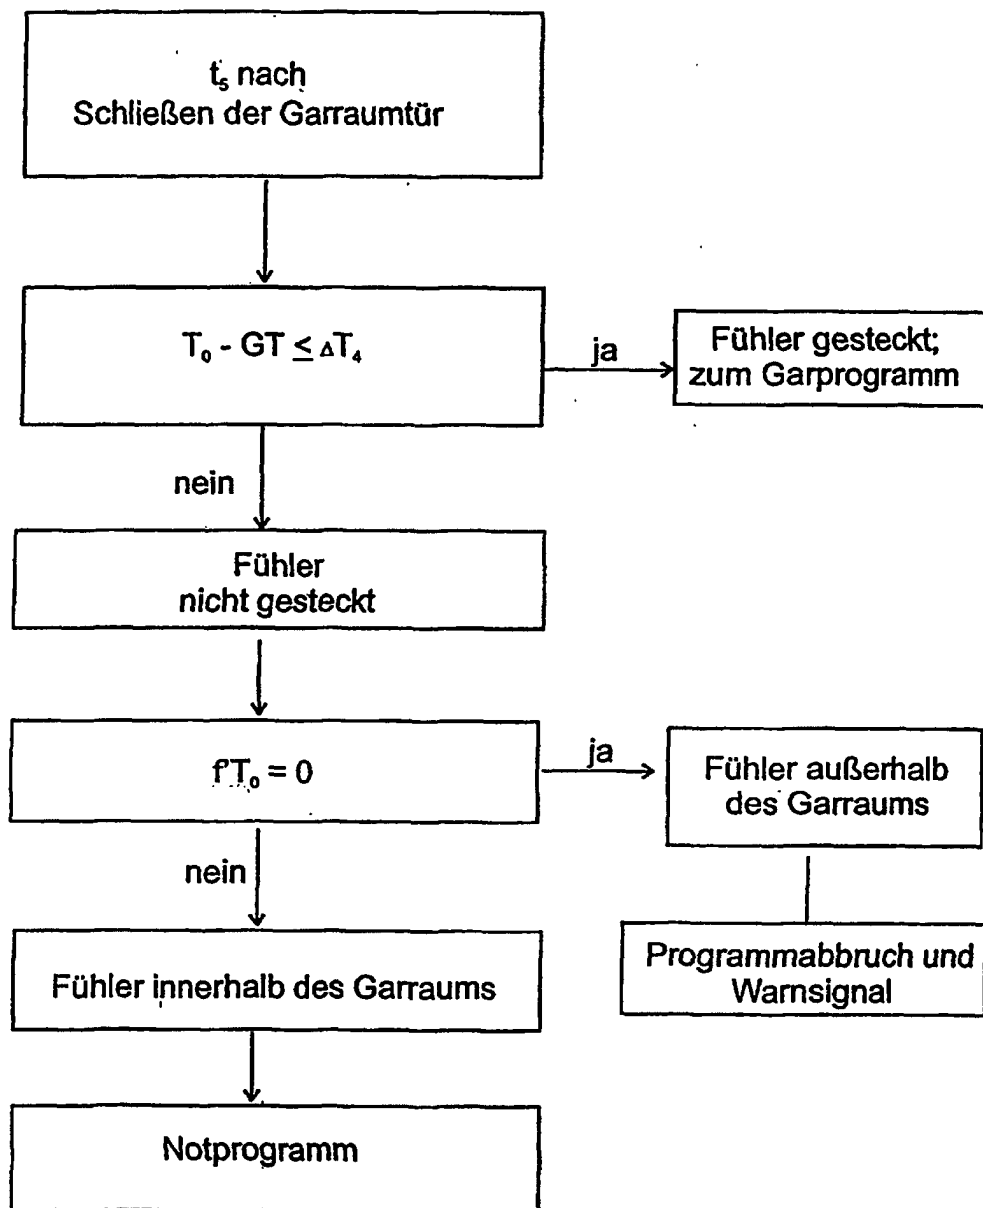 t₅ nach
Schließen der Garraumtür
T₀ - GT ≤ ΔT₄
ja
Fühler gesteckt;
zum Garprogramm
nein
Fühler
nicht gesteckt
f'T₀ = 0
ja
Fühler außerhalb
des Garraums
nein
Programmabbruch und
Warnsignal
Fühler innerhalb des Garraums
Notprogramm